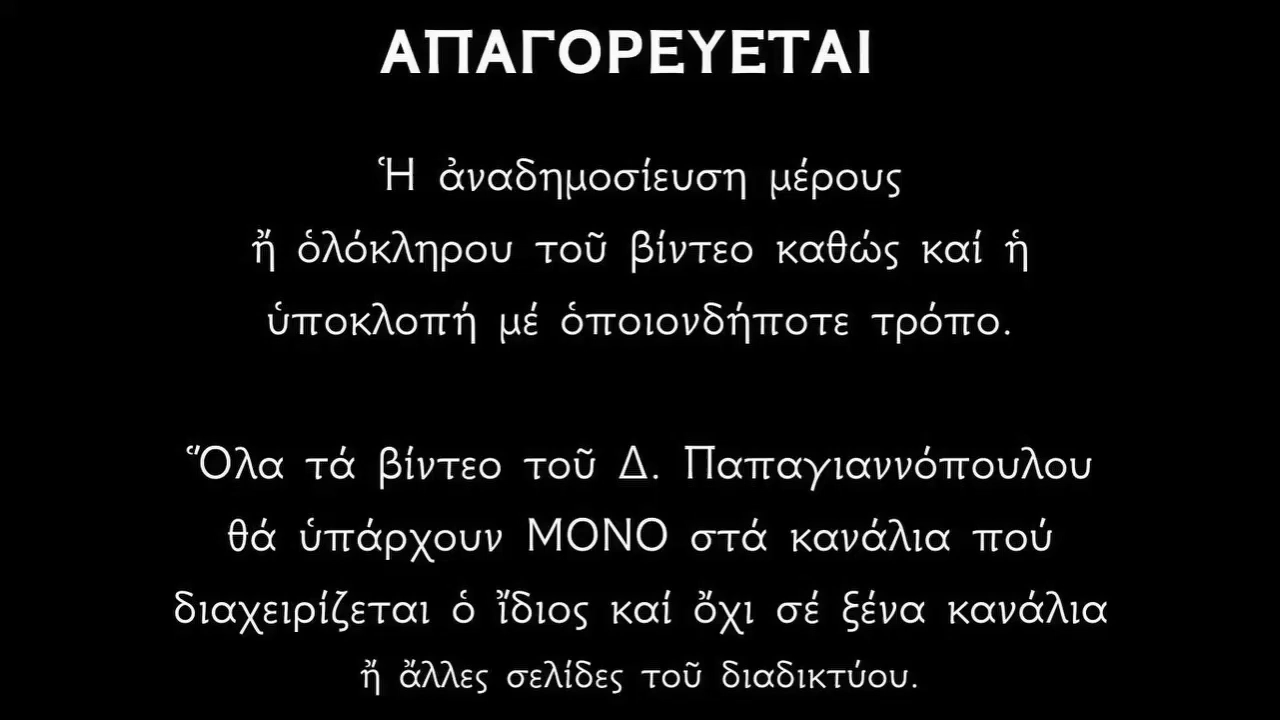 ΑΠΑΓΟΡΕΥΕΤΑΙ
Ἡ ἀναδημοσίευση μέρους
ἤ ὁλόκληρου τοῦ βίντεο καθώς καί ἡ
ὑποκλοπή μέ ὁποιονδήποτε τρόπο.
Ὅλα τά βίντεο τοῦ Δ. Παπαγιαννόπουλου
θά ὑπάρχουν ΜΟΝΟ στά κανάλια πού
διαχειρίζεται ὁ ἴδιος καί ὄχι σέ ξένα κανάλια
ἤ ἄλλες σελίδες τοῦ διαδικτύου.